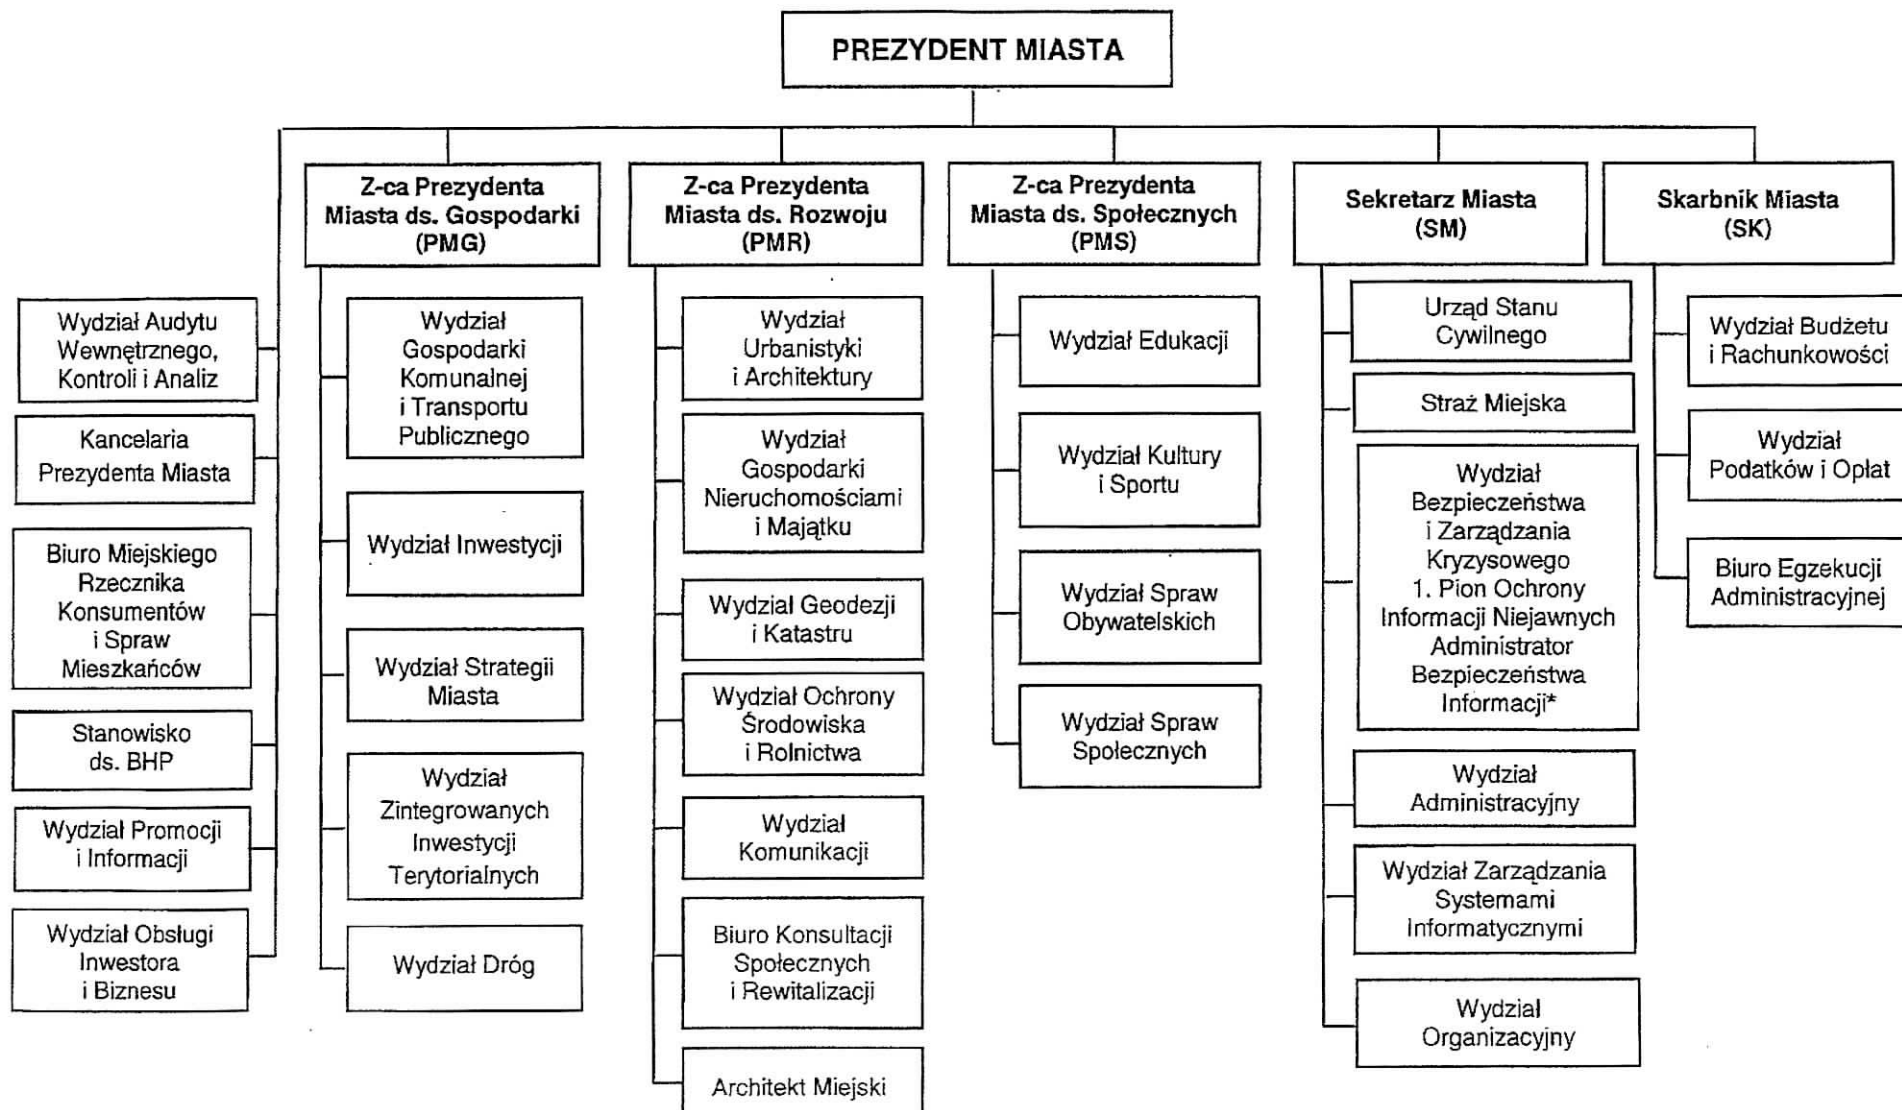 PREZYDENT MIASTA
Z-ca Prezydenta
Miasta ds. Gospodarki
(PMG)
Z-ca Prezydenta
Miasta ds. Rozwoju
(PMR)
Z-ca Prezydenta
Miasta ds. Społecznych
(PMS)
Sekretarz Miasta
(SM)
Skarbnik Miasta
(SK)
Wydział Audytu
Wewnętrznego,
Kontroli i Analiz
Kancelaria
Prezydenta Miasta
Biuro Miejskiego
Rzecznika
Konsumentów
i Spraw
Mieszkańców
Stanowisko
ds. BHP
Wydział Promocji
i Informacji
Wydział Obsługi
Inwestora
i Biznesu
Wydział
Gospodarki
Komunalnej
i Transportu
Publicznego
Wydział Inwestycji
Wydział Strategii
Miasta
Wydział
Zintegrowanych
Inwestycji
Terytorialnych
Wydział Dróg
Wydział
Urbanistyki
i Architektury
Wydział
Gospodarki
Nieruchomościami
i Majątku
Wydział Geodezji
i Katastru
Wydział Ochrony
Środowiska
i Rolnictwa
Wydział
Komunikacji
Biuro Konsultacji
Społecznych
i Rewitalizacji
Architekt Miejski
Wydział Edukacji
Wydział Kultury
i Sportu
Wydział Spraw
Obywatelskich
Wydział Spraw
Społecznych
Urząd Stanu
Cywilnego
Straż Miejska
Wydział
Bezpieczeństwa
i Zarządzania
Kryzysowego
1. Pion Ochrony
Informacji Niejawnych
Administrator
Bezpieczeństwa
Informacji*
Wydział
Administracyjny
Wydział Zarządzania
Systemami
Informatycznymi
Wydział
Organizacyjny
Wydział Budżetu
i Rachunkowości
Wydział
Podatków i Opłat
Biuro Egzekucji
Administracyjnej